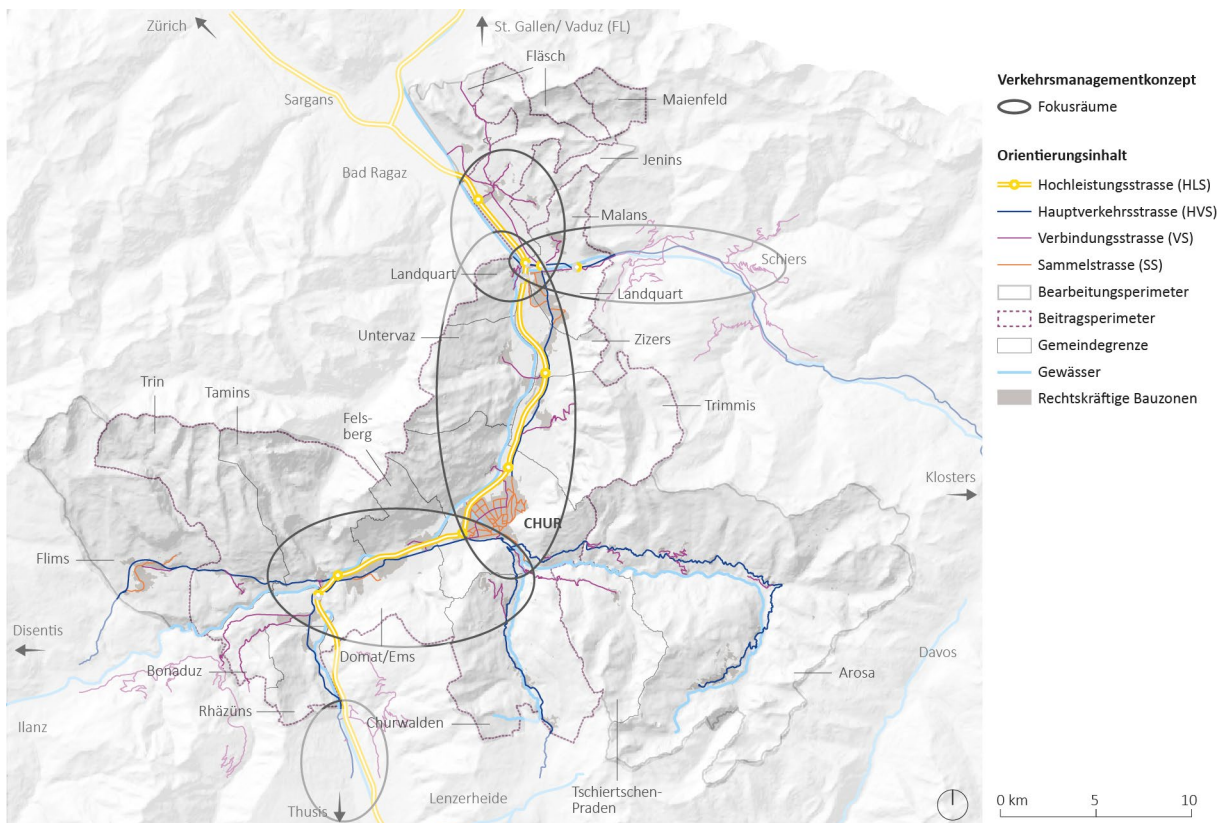 Zürich
St. Gallen/ Vaduz (FL)
Fläsch
Sargans
Maienfeld
Jenins
Bad Ragaz
Malans
Schiers
Landquart
Landquart
Untervaz
Zizers
Trin
Tamins
Trimmis
Fels-
berg
Klosters
CHUR
Flims
Disentis
Domat/Ems
Davos
Bonaduz
Arosa
Rhäzüns
Churwalden
Ilanz
Tschiertschen-
Praden
Lenzerheide
Thusis
Verkehrsmanagementkonzept
Fokusräume
Orientierungsinhalt
Hochleistungsstrasse (HLS)
Hauptverkehrsstrasse (HVS)
Verbindungsstrasse (VS)
Sammelstrasse (SS)
Bearbeitungsperimeter
Beitragsperimeter
Gemeindegrenze
Gewässer
Rechtskräftige Bauzonen
0 km 5 10